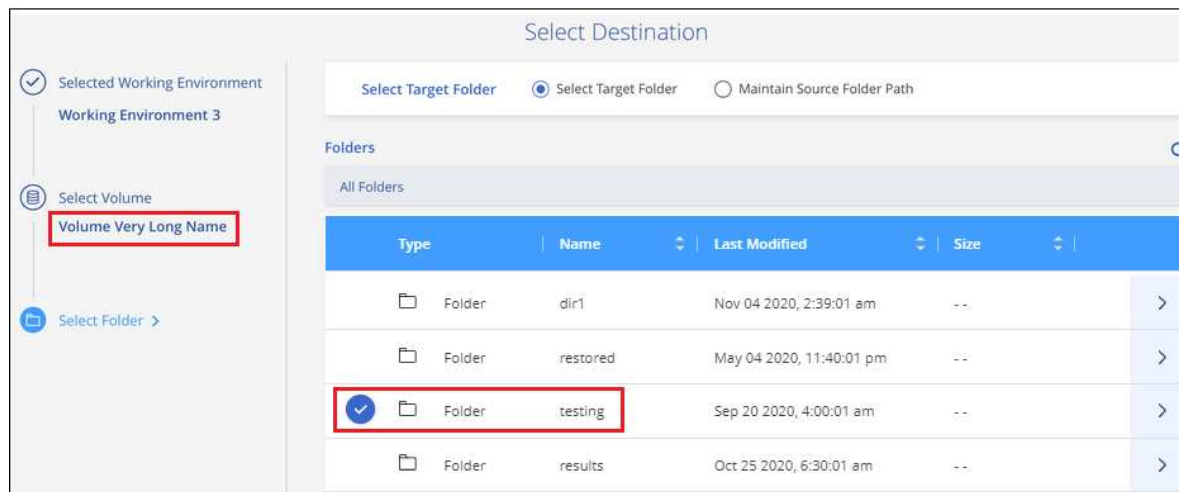 Select Destination
Selected Working Environment
Working Environment 3
Select Volume
Volume Very Long Name
Select Folder >
Select Target Folder Select Target Folder Maintain Source Folder Path
Folders
All Folders
Type Name Last Modified Size
Folder dir1 Nov 04 2020, 2:39:01 am - -
Folder restored May 04 2020, 11:40:01 pm - -
Folder testing Sep 20 2020, 4:00:01 am - -
Folder results Oct 25 2020, 6:30:01 am - -